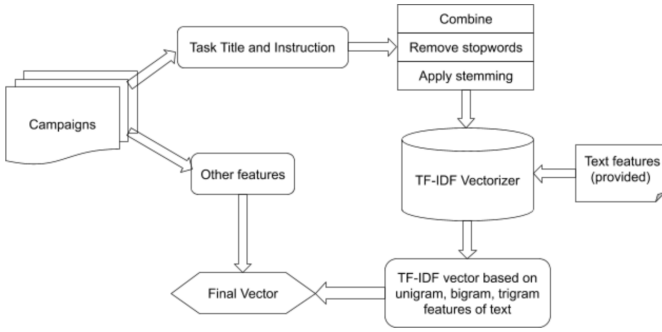 Combine
Task Title and Instruction
Remove stopwords
Apply stemming
Campaigns
Other features
TF-IDF Vectorizer
Text features
(provided)
Final Vector
TF-IDF vector based on
unigram, bigram, trigram
features of text